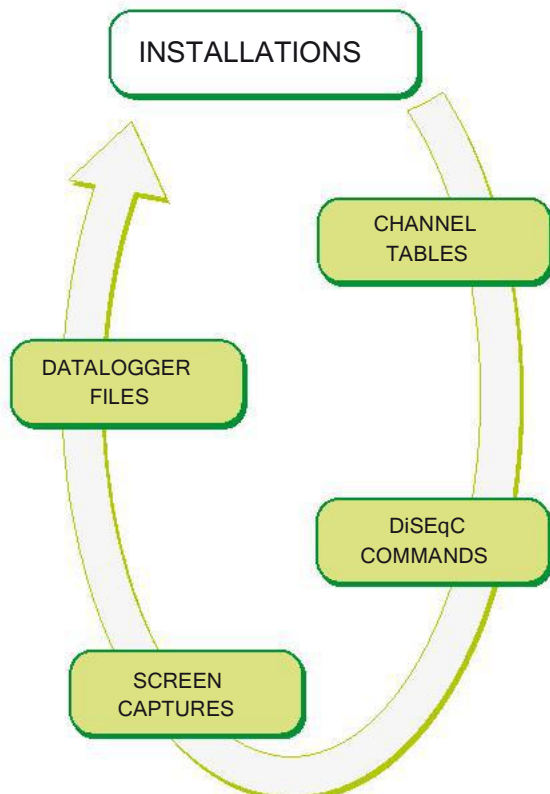 INSTALLATIONS
CHANNEL
TABLES
DATALOGGER
FILES
DiSEqC
COMMANDS
SCREEN
CAPTURES